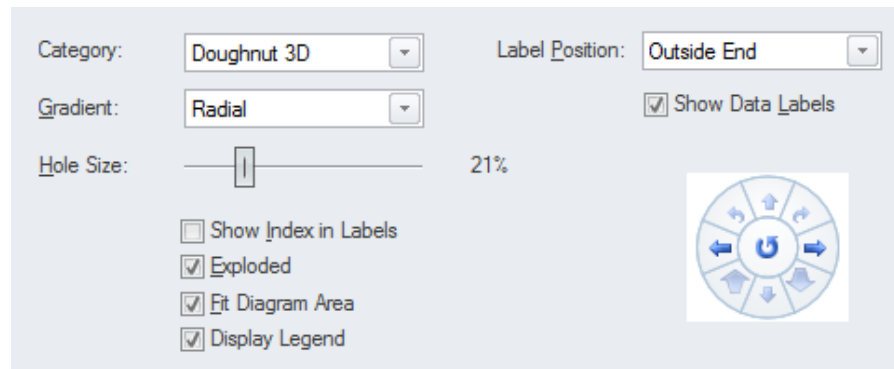 Category: Doughnut 3D Label Position: Outside End
Gradient: Radial Show Data Labels
Hole Size: 21%
Show Index in Labels
Exploded
Fit Diagram Area
Display Legend